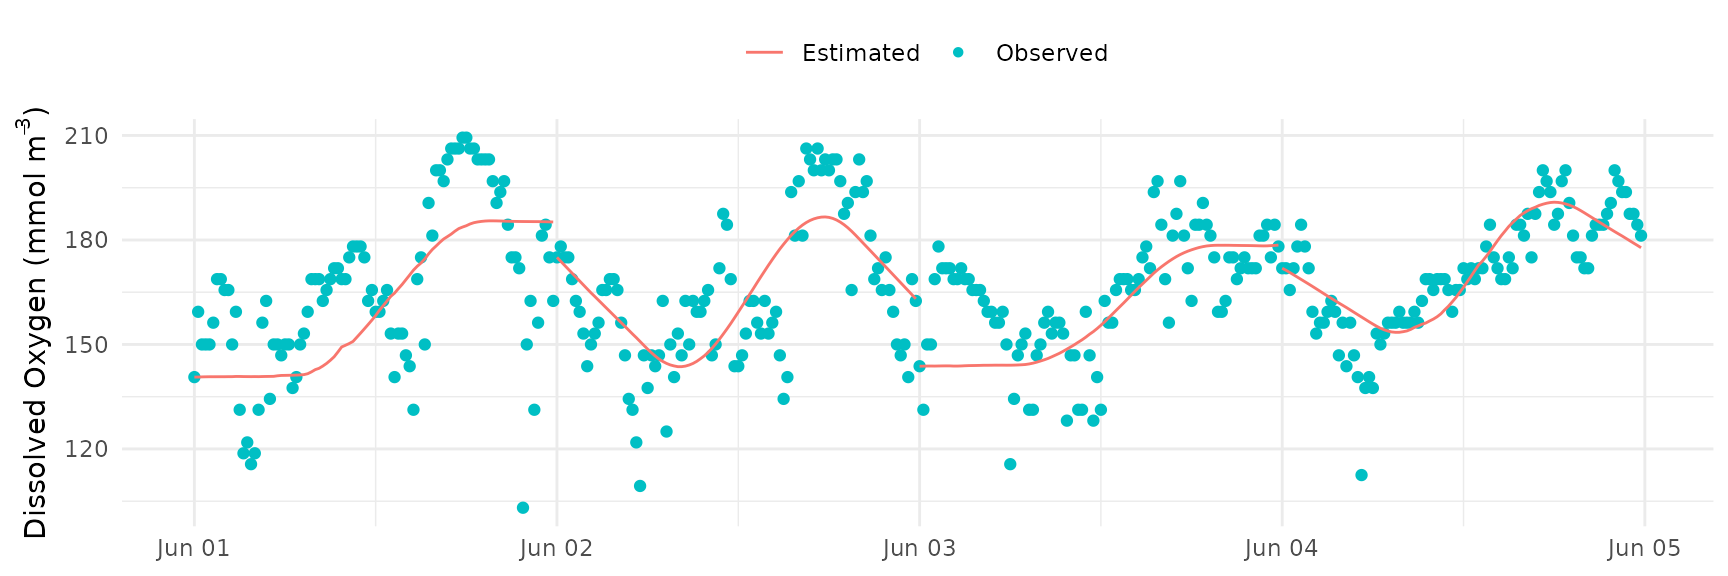 Estimated
Observed
Dissolved Oxygen (mmol m⁻³)
210
180
150
120
Jun 01
Jun 02
Jun 03
Jun 04
Jun 05